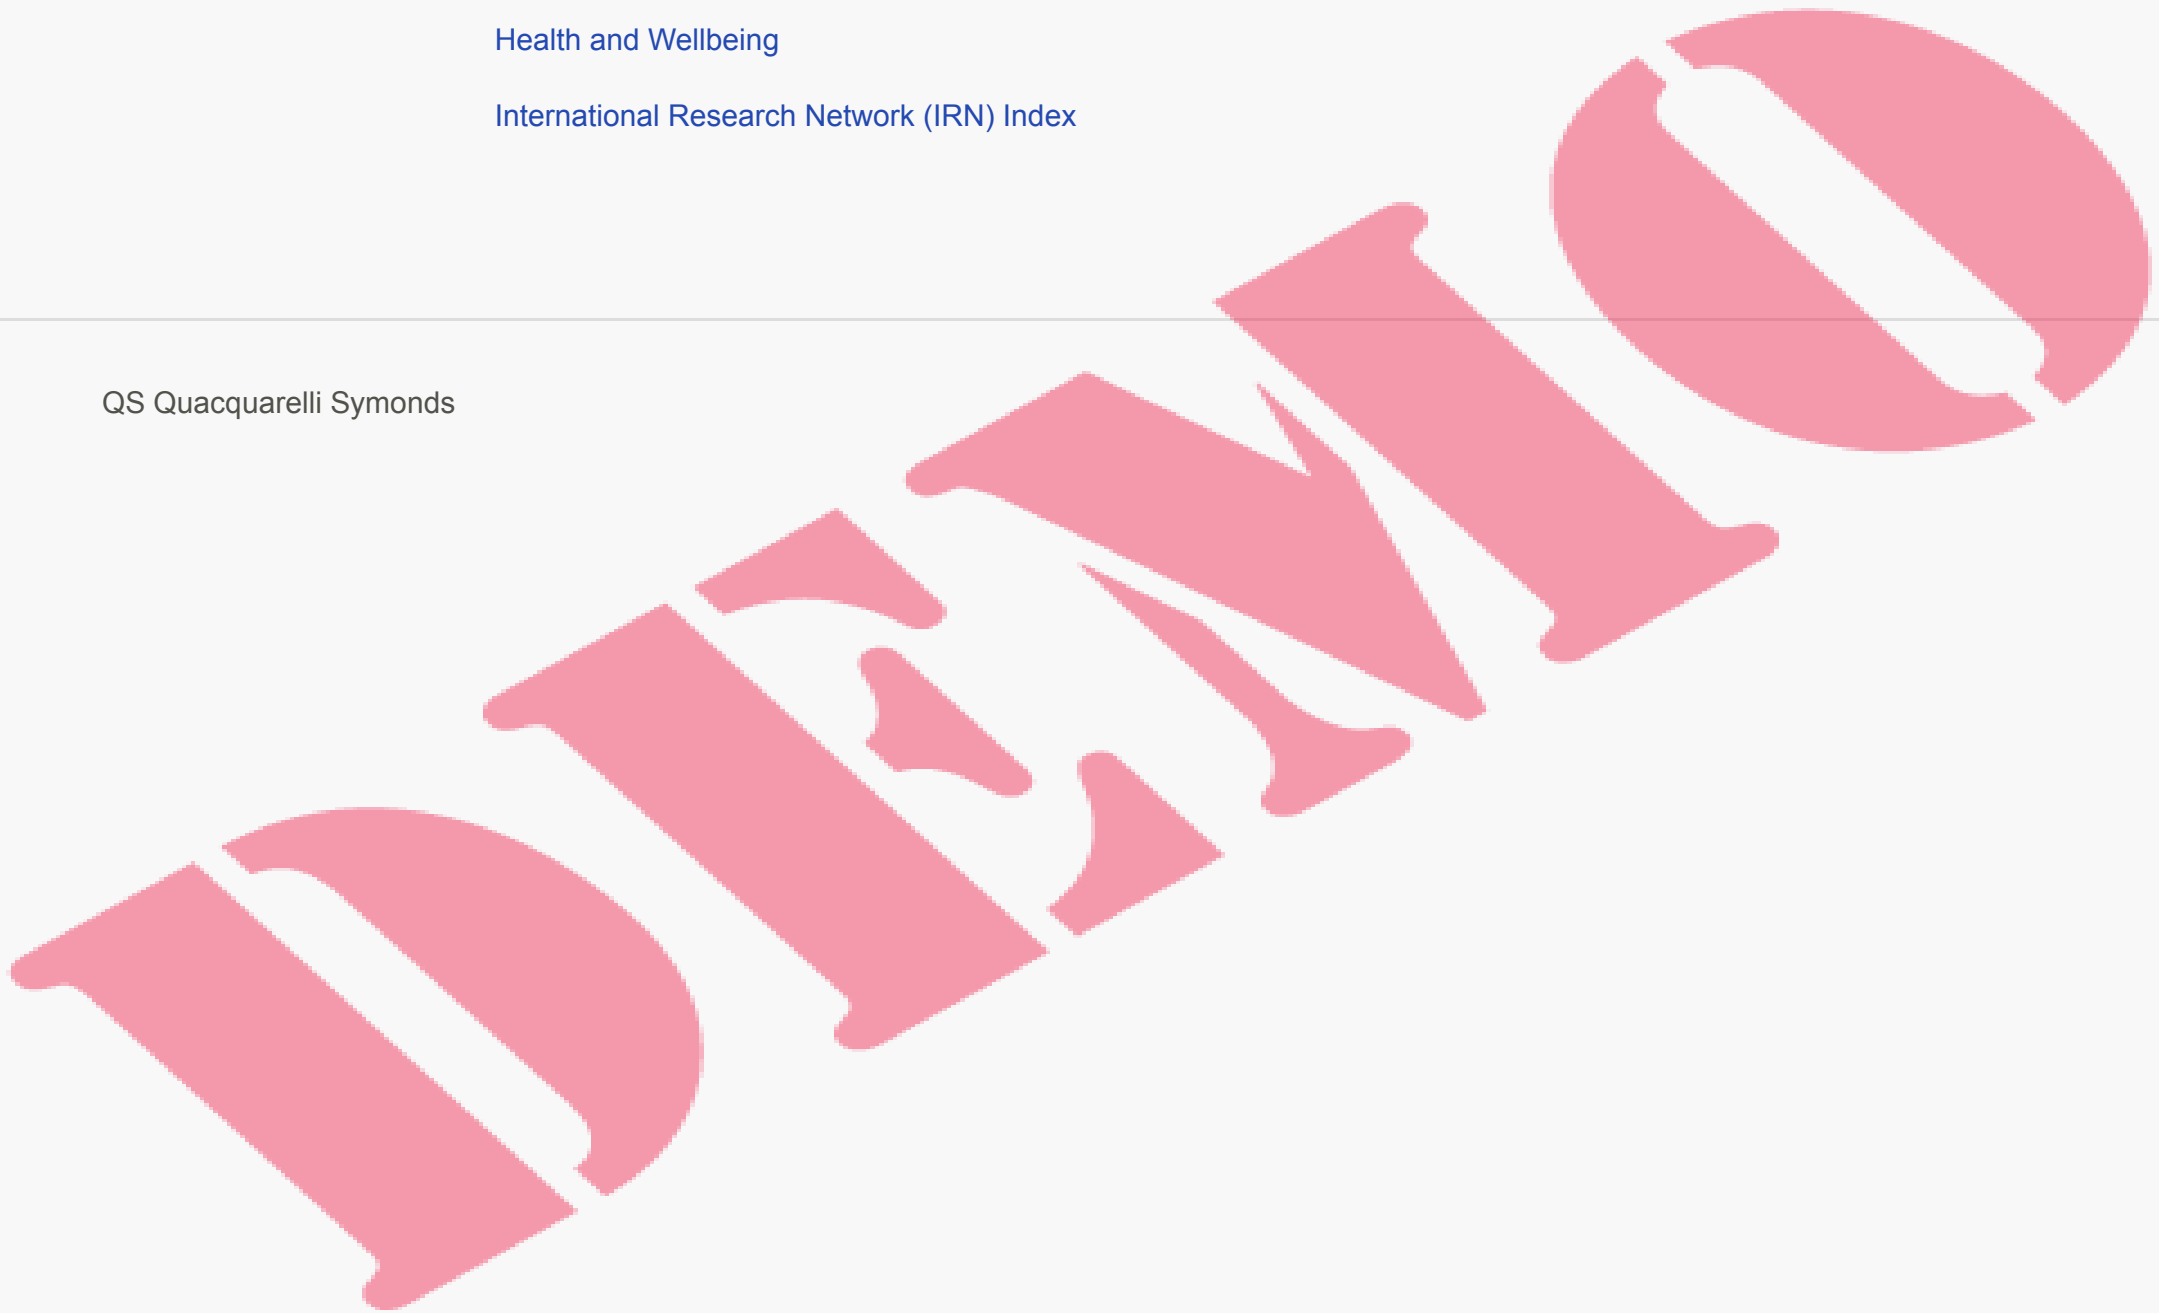 Health and Wellbeing
International Research Network (IRN) Index
QS Quacquarelli Symonds
DEMO